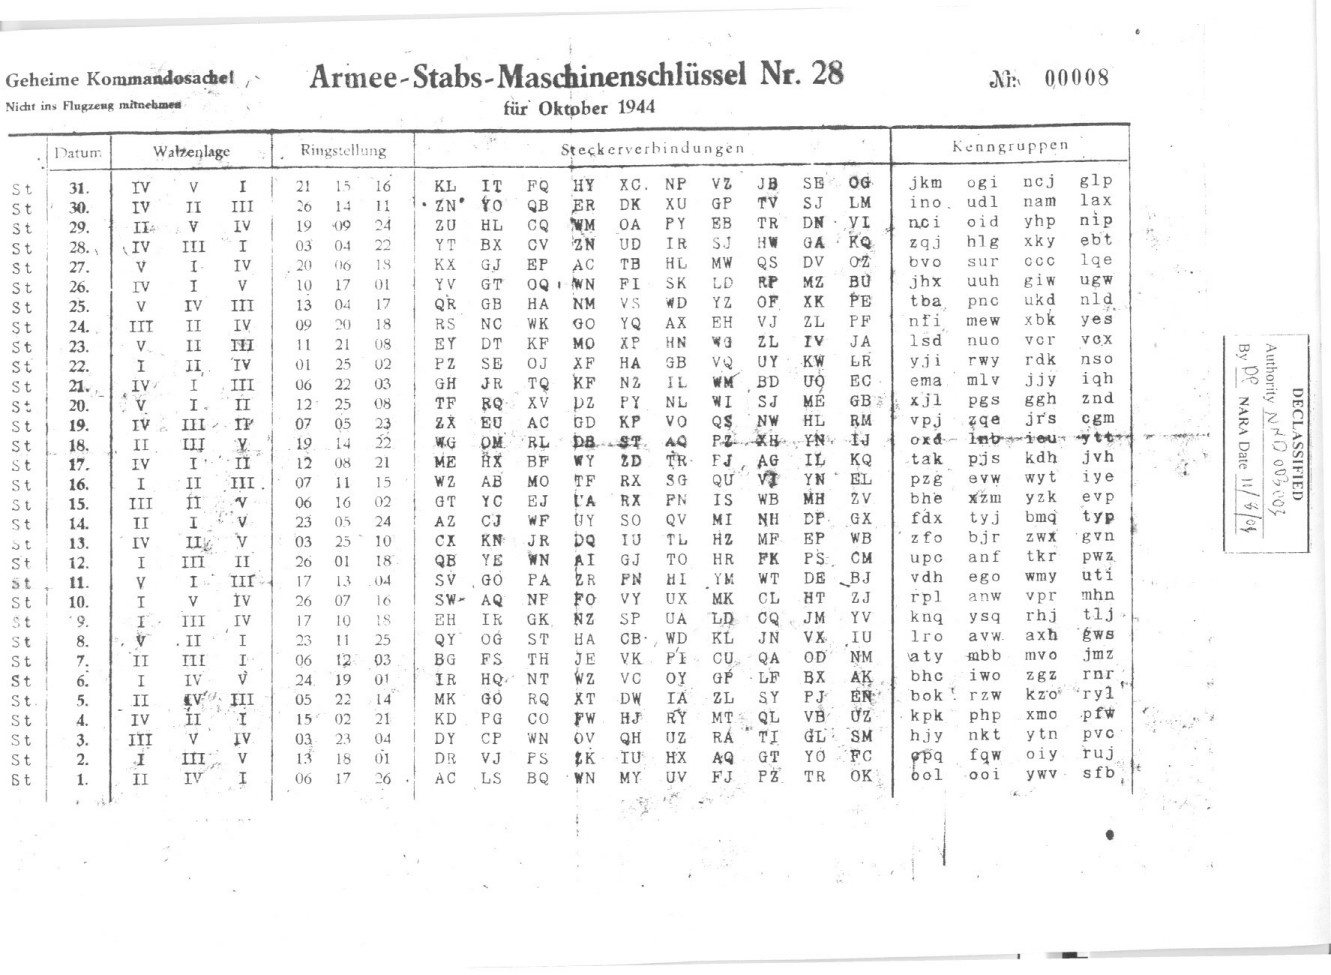 Geheime Kommandosache!
Armee-Stabs-Maschinenschlüssel Nr. 28
Nr. 00008
Nicht ins Flugzeug mitnehmen
für Oktober 1944
Datum Walzenlage Ringstellung Steckerverbindungen Kenngruppen
St 31. IV V I 21 15 16 KL IT FQ HY XC NP VZ JB SE OG jkm ogi ncj glp
St 30. IV II III 26 14 11 ZN YO QB ER DK XU GP TV SJ LM ino udl nam lax
St 29. II V IV 19 09 24 ZU HL CQ WM OA PY EB TR DN VI nci oid yhp nip
St 28. IV III I 03 04 22 YT BX CV ZN UD IR SJ HW GA KQ zqj hlg xky ebt
St 27. V I IV 20 06 18 KX GJ EP AC TB HL MW QS DV OZ bvo sur ccc lqe
St 26. IV I V 10 17 01 YV GT OQ WN FI SK LD RP MZ BU jhx uuh giw ugw
St 25. V IV III 13 04 17 QR GB HA NM VS WD YZ OF XK PE tba pnc ukd nld
St 24. III II IV 09 20 18 RS NC WK GO YQ AX EH VJ ZL PF nfi mew xbk yes
St 23. V II III 11 21 08 EY DT KF MO XP HN WG ZL IV JA lsd nuo vcr vcx
St 22. I II IV 01 25 02 PZ SE OJ XF HA GB VQ UY KW LR yji rwy rdk nso
St 21. IV I III 06 22 03 GH JR TQ KF NZ IL WM BD UO EC ema mlv jjy iqh
St 20. V I II 12 25 08 TF RQ XV DZ PY NL WI SJ ME GB xjl pgs ggh znd
St 19. IV III II 07 05 23 ZX EU AC GD KP VO QS NW HL RM vpj zqe jrs cgm
St 18. II III V 19 14 22 WG OM RL DB ST AQ PZ XH YN IJ oxd lnb ieu ytt
St 17. IV I II 12 08 21 ME HX BF WY ZD TR FJ AG IL KQ tak pjs kdh jvh
St 16. I II III 07 11 15 WZ AB MO TF RX SG QU VI YN EL pzg evw wyt iye
St 15. III II V 06 16 02 GT YC EJ UA RX PN IS WB MH ZV bhe xzm yzk evp
St 14. II I V 23 05 24 AZ CJ WF UY SO QV MI NH DP GX fdx tyj bmq typ
St 13. IV II V 03 25 10 CX KN JR DQ IU TL HZ MF EP WB zfo bjr zwx gvn
St 12. I III II 26 01 18 QB YE WN AI GJ TO HR FK PS CM upc anf tkr pwz
St 11. V I III 17 13 04 SV GO PA ZR FN HI YM WT DE BJ vdh ego wmy uti
St 10. I V IV 26 07 16 SW AQ NF FO VY UX MK CL HT ZJ rpl anw vpr mhn
St 9. I III IV 17 10 18 EH IR GK NZ SP UA LD CQ JM YV knq ysq rhj tlj
St 8. V II I 23 11 25 QY OG ST HA CB WD KL JN VX IU lro avw axh gws
St 7. II III I 06 12 03 BG FS TH JE VK PI CU QA OD NM aty mbb mvo jmz
St 6. I IV V 24 19 01 IR HQ NT WZ VC OY GP LF BX AK bhc iwo zgz rnr
St 5. II IV III 05 22 14 MK GO RQ XT DW IA ZL SY PJ EN bok rzw kzo ryl
St 4. IV II I 15 02 21 KD PG CO FW HJ RY MT QL VB UZ kpk php xmo pfw
St 3. III V IV 03 23 04 DY CP WN OV QH UZ RA TI GL SM hjy nkt ytn pvc
St 2. I III V 13 18 01 DR VJ PS ZK IU HX AQ GT YO FC opq fqw oiy ruj
St 1. II IV I 06 17 26 AC LS BQ WN MY UV FJ PZ TR OK ool ooi ywv sfb
DECLASSIFIED
Authority NND 003003
By DP NARA Date 11/8/04